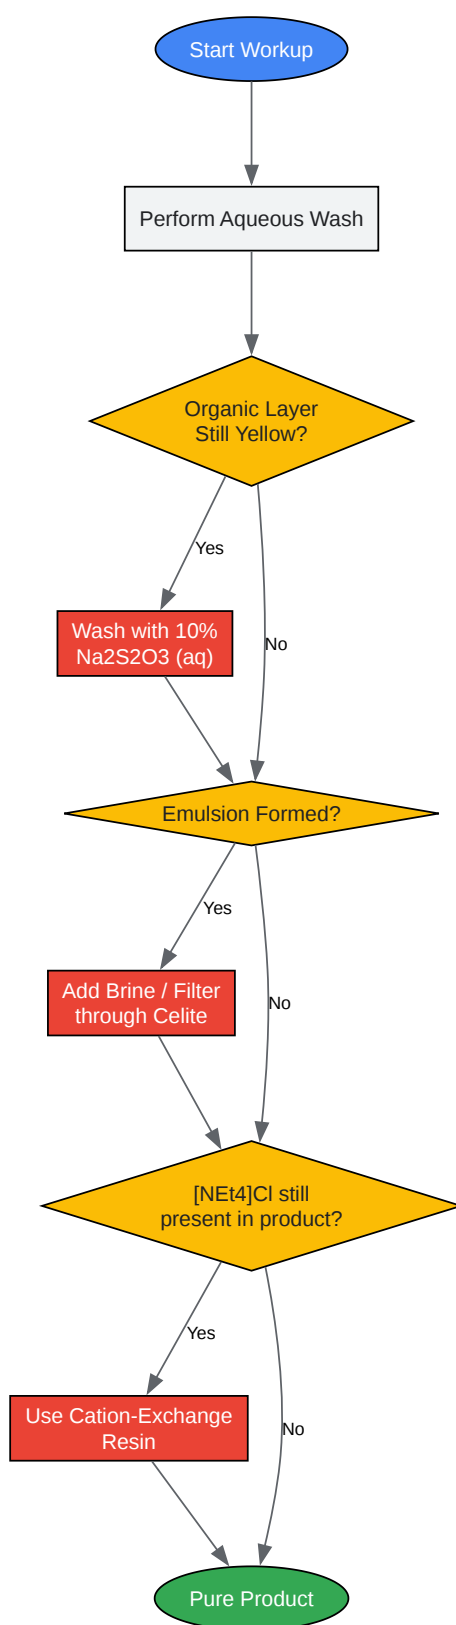 Start Workup
Perform Aqueous Wash
Organic Layer
Still Yellow?
Yes
Wash with 10%
Na2S2O3 (aq)
No
Emulsion Formed?
Yes
Add Brine / Filter
through Celite
No
[NEt4]Cl still
present in product?
Yes
Use Cation-Exchange
Resin
No
Pure Product